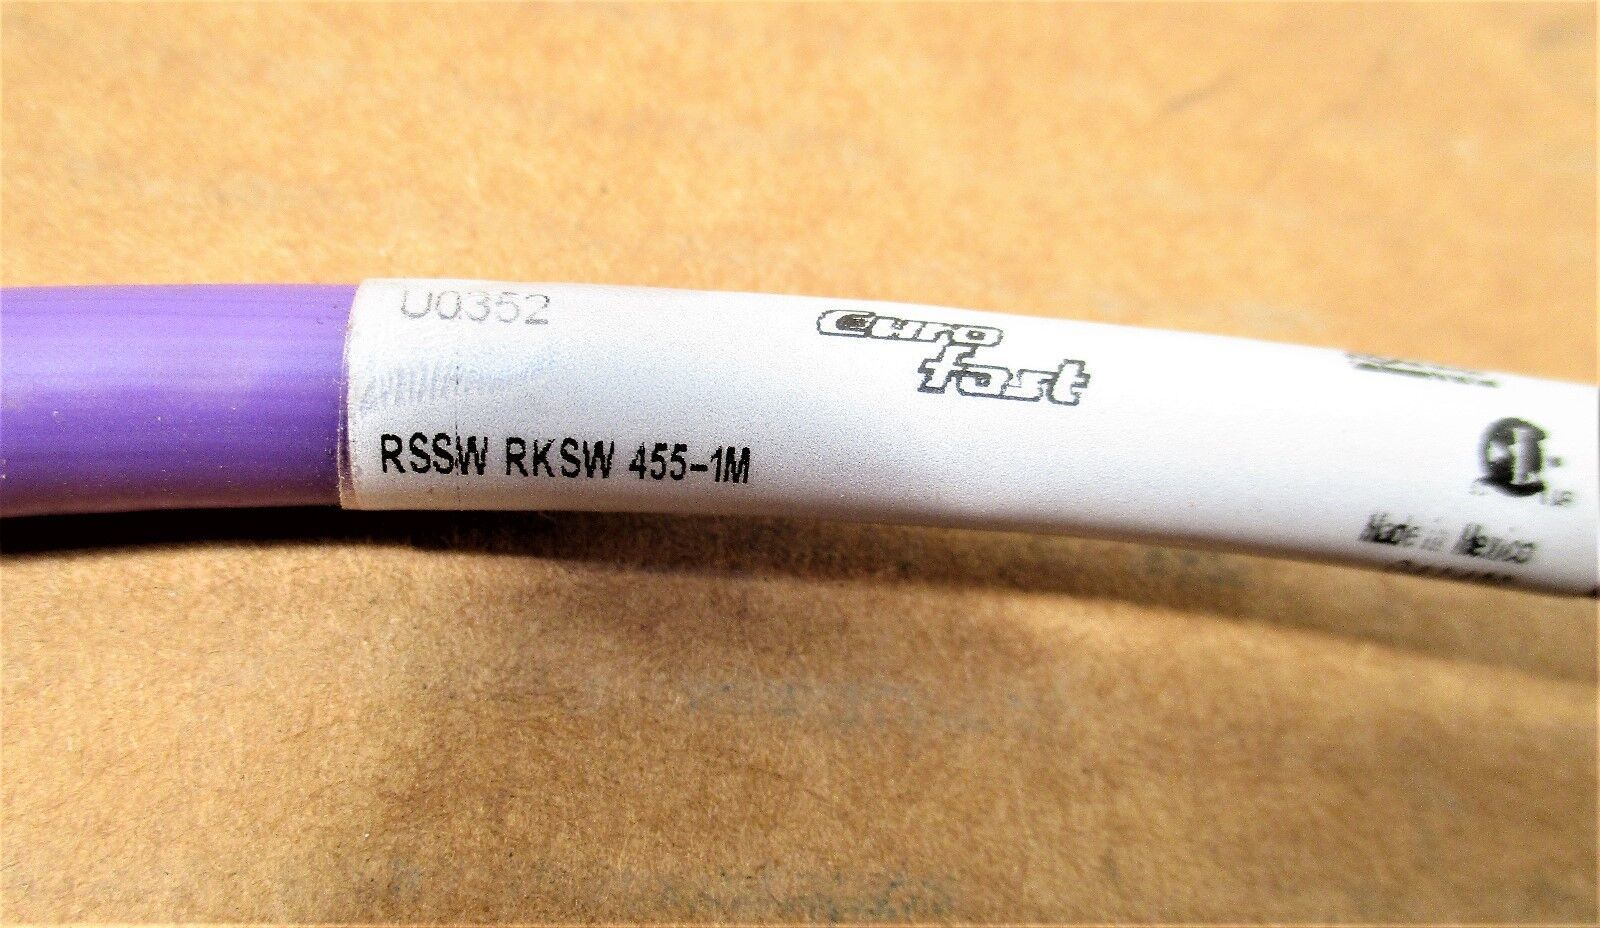 U0352
Euro
fast
RSSW RKSW 455-1M
Made in Mexico